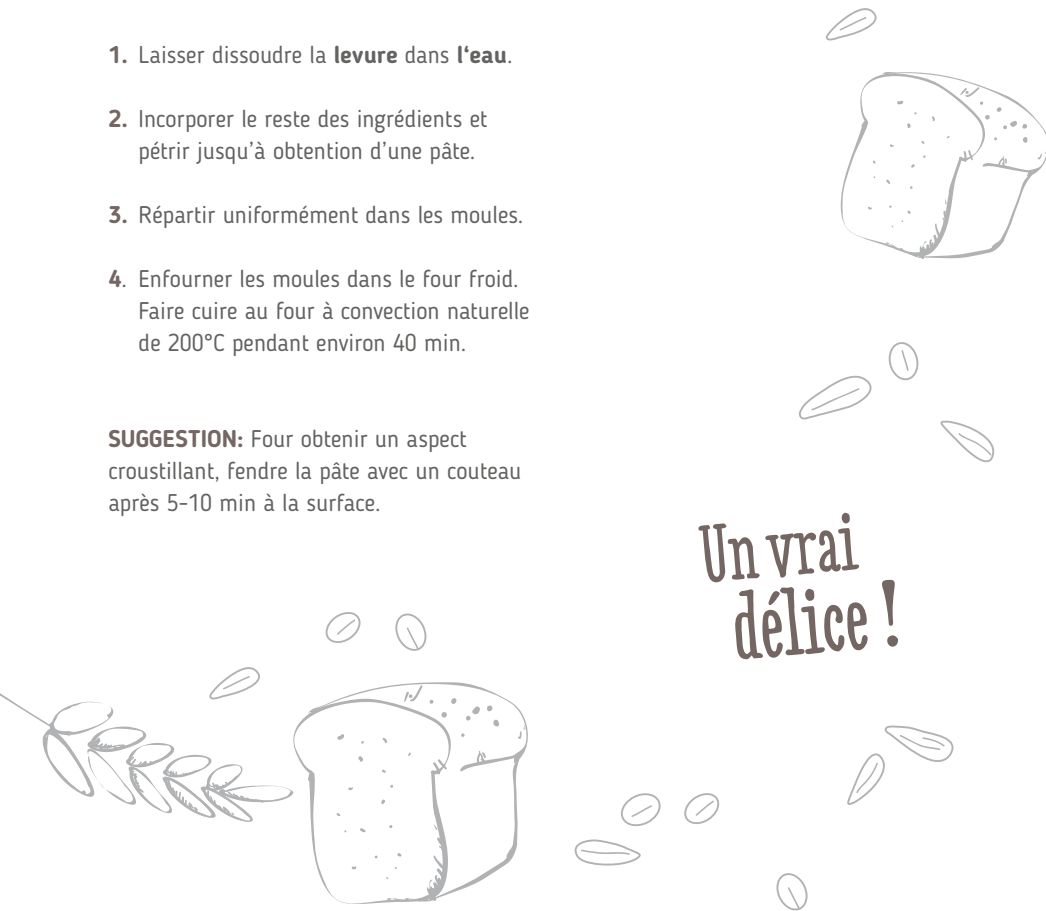 1. Laisser dissoudre la levure dans l‘eau.
2. Incorporer le reste des ingrédients et
pétrir jusqu’à obtention d’une pâte.
3. Répartir uniformément dans les moules.
4. Enfourner les moules dans le four froid.
Faire cuire au four à convection naturelle
de 200°C pendant environ 40 min.
SUGGESTION: Four obtenir un aspect
croustillant, fendre la pâte avec un couteau
après 5-10 min à la surface.
Un vrai
délice !